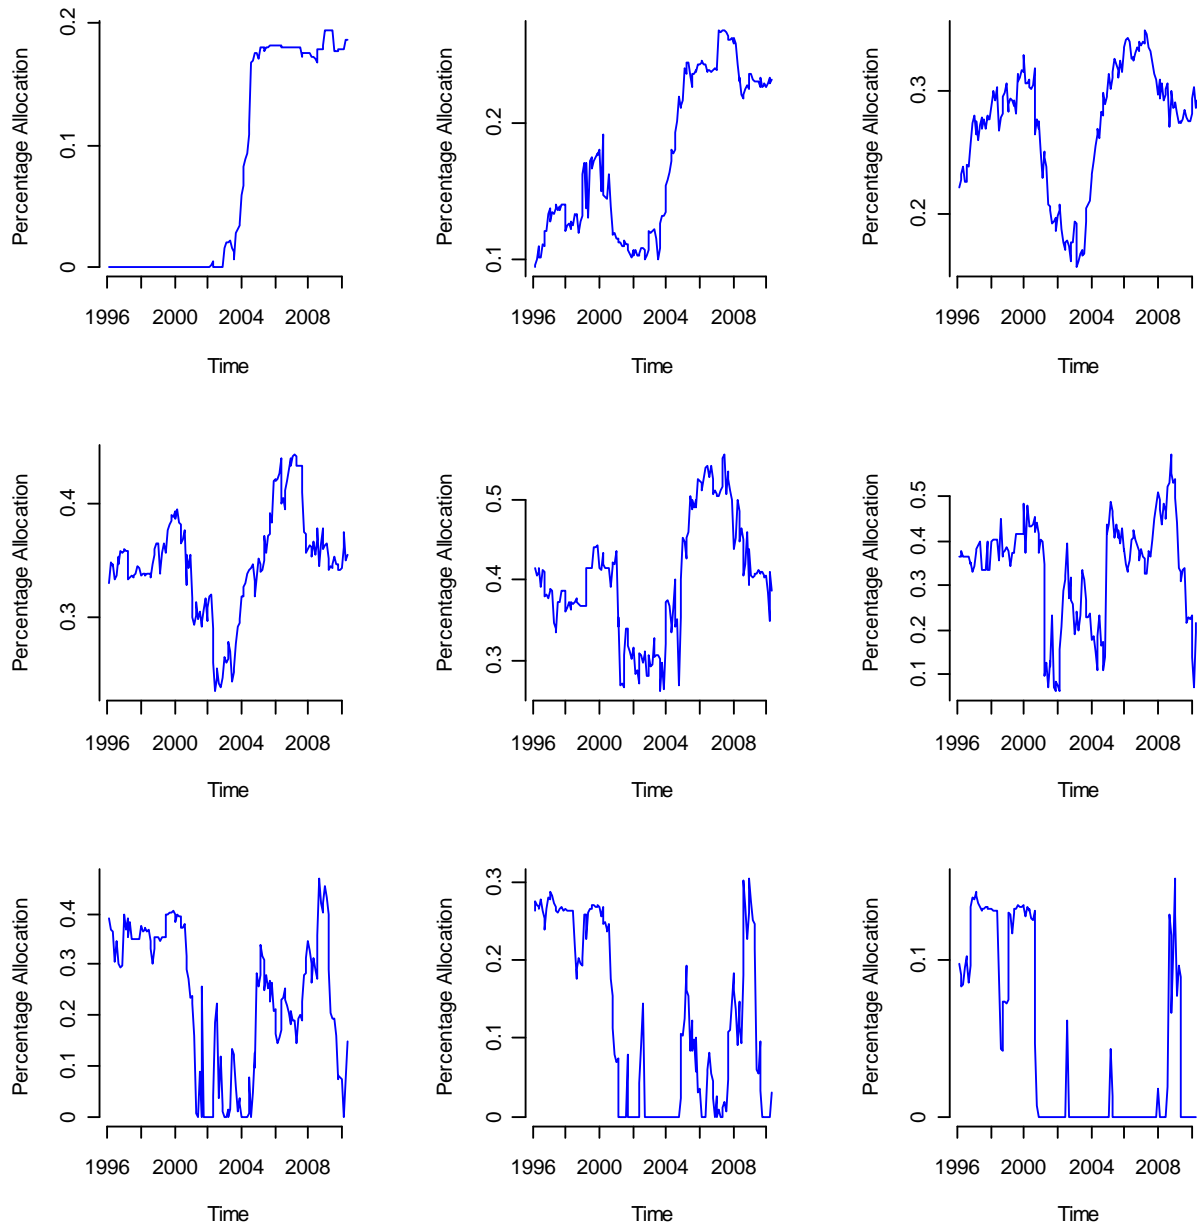 Percentage Allocation
0 0.1 0.2
1996 2000 2004 2008
Time
Percentage Allocation
0.1 0.2
1996 2000 2004 2008
Time
Percentage Allocation
0.2 0.3
1996 2000 2004 2008
Time
Percentage Allocation
0.3 0.4
1996 2000 2004 2008
Time
Percentage Allocation
0.3 0.4 0.5
1996 2000 2004 2008
Time
Percentage Allocation
0.1 0.2 0.3 0.4 0.5
1996 2000 2004 2008
Time
Percentage Allocation
0 0.1 0.2 0.3 0.4
1996 2000 2004 2008
Time
Percentage Allocation
0 0.1 0.2 0.3
1996 2000 2004 2008
Time
Percentage Allocation
0 0.1
1996 2000 2004 2008
Time